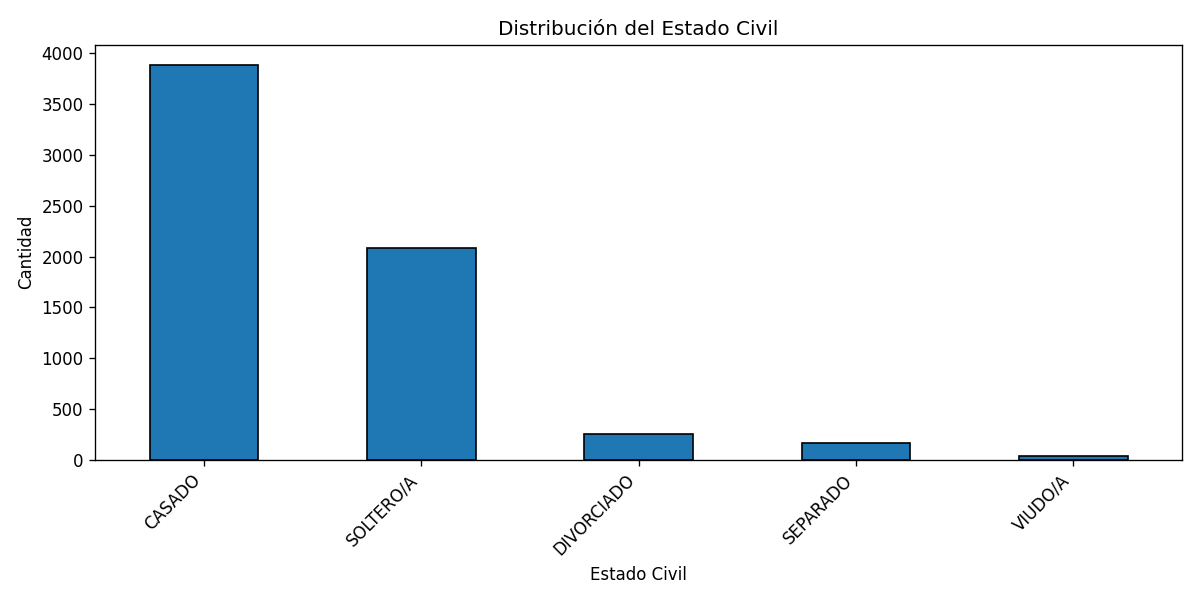 Distribución del Estado Civil
4000
3500
3000
2500
2000
1500
1000
500
0
Cantidad
CASADO
SOLTERO/A
DIVORCIADO
SEPARADO
VIUDO/A
Estado Civil